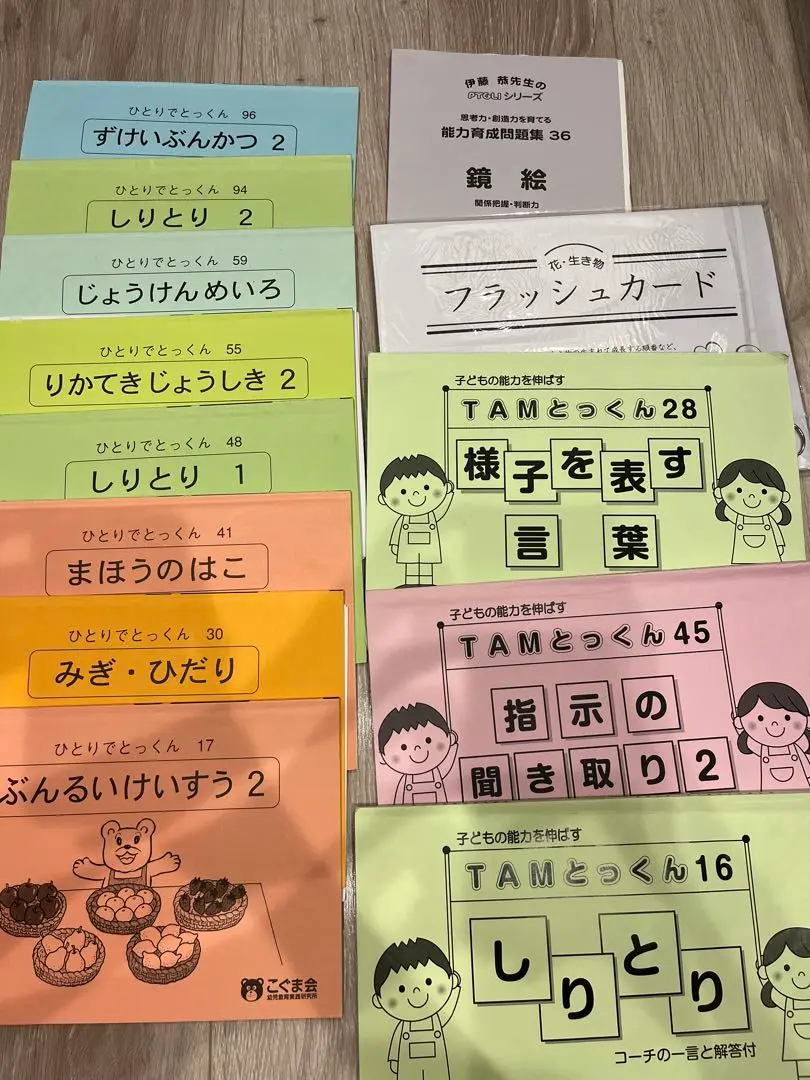 ひとりでとっくん 96
ずけいぶんかつ 2
ひとりでとっくん 94
しりとり 2
ひとりでとっくん 59
じょうけんめいろ
ひとりでとっくん 55
りかてきじょうしき 2
ひとりでとっくん 48
しりとり 1
ひとりでとっくん 41
まほうのはこ
ひとりでとっくん 30
みぎ・ひだり
ひとりでとっくん 17
ぶんるいけいすう 2
こぐま会
幼児教育実践研究所
伊藤 恭先生の
PTGLIシリーズ
思考力・創造力を育てる
能力育成問題集 36
鏡 絵
関係把握・判断力
花・生き物
フラッシュカード
子どもの能力を伸ばす
TAMとっくん28
様子を表す
言葉
子どもの能力を伸ばす
TAMとっくん45
指示の
聞き取り2
子どもの能力を伸ばす
TAMとっくん16
しりとり
コーチの一言と解答付